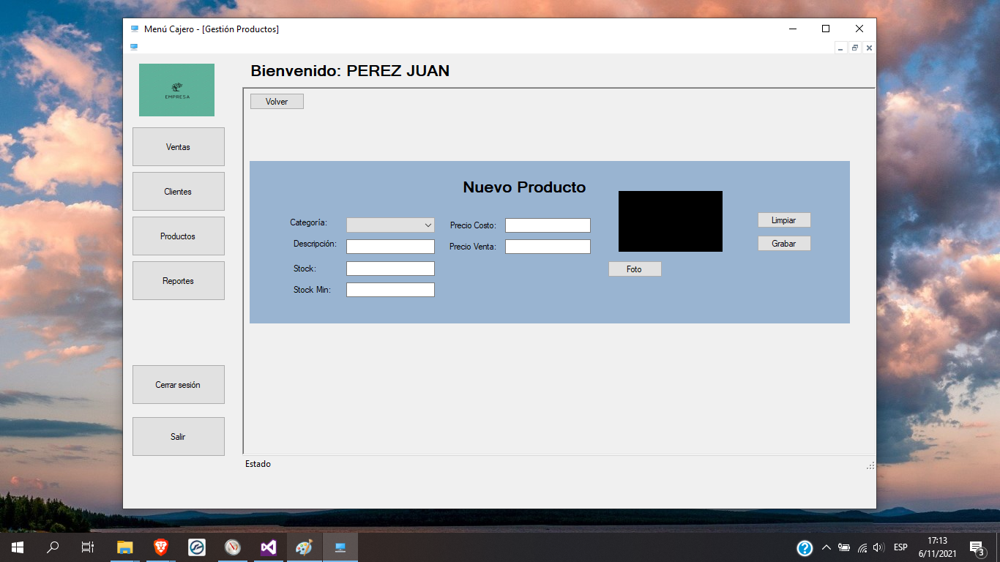 Menú Cajero - [Gestión Productos]
EMPRESA
Bienvenido: PEREZ JUAN
Volver
Ventas
Clientes
Productos
Reportes
Cerrar sesión
Salir
Nuevo Producto
Categoría:
Descripción:
Stock:
Stock Min:
Precio Costo:
Precio Venta:
Foto
Limpiar
Grabar
Estado
ESP
17:13
6/11/2021
3